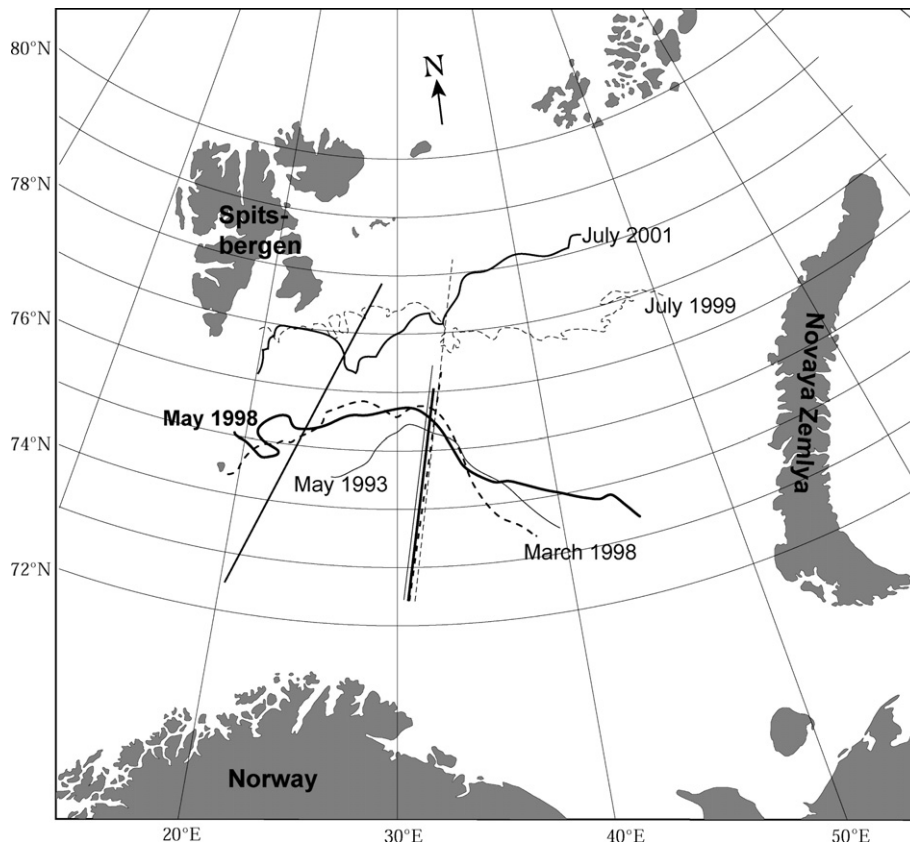 80°N
N
78°N
Spits-
bergen
July 2001
76°N
July 1999
Novaya Zemlya
May 1998
74°N
May 1993
March 1998
72°N
Norway
20°E
30°E
40°E
50°E